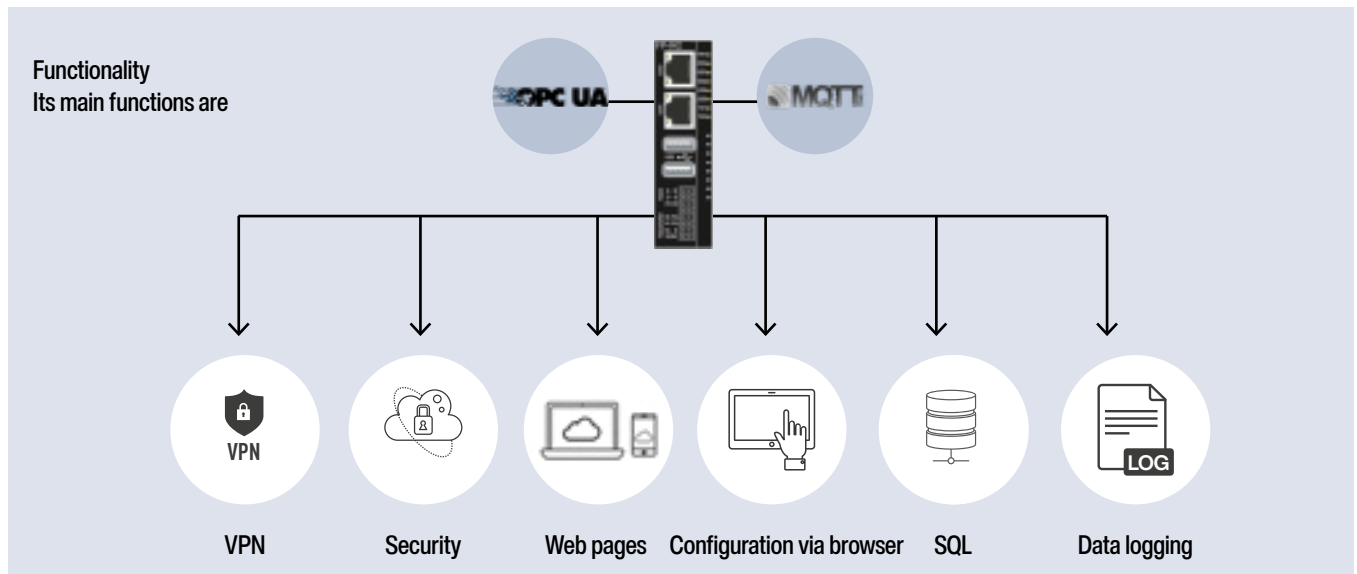 Functionality
Its main functions are
OPC UA
MQTT
VPN
LOG
VPN
Security
Web pages
Configuration via browser
SQL
Data logging